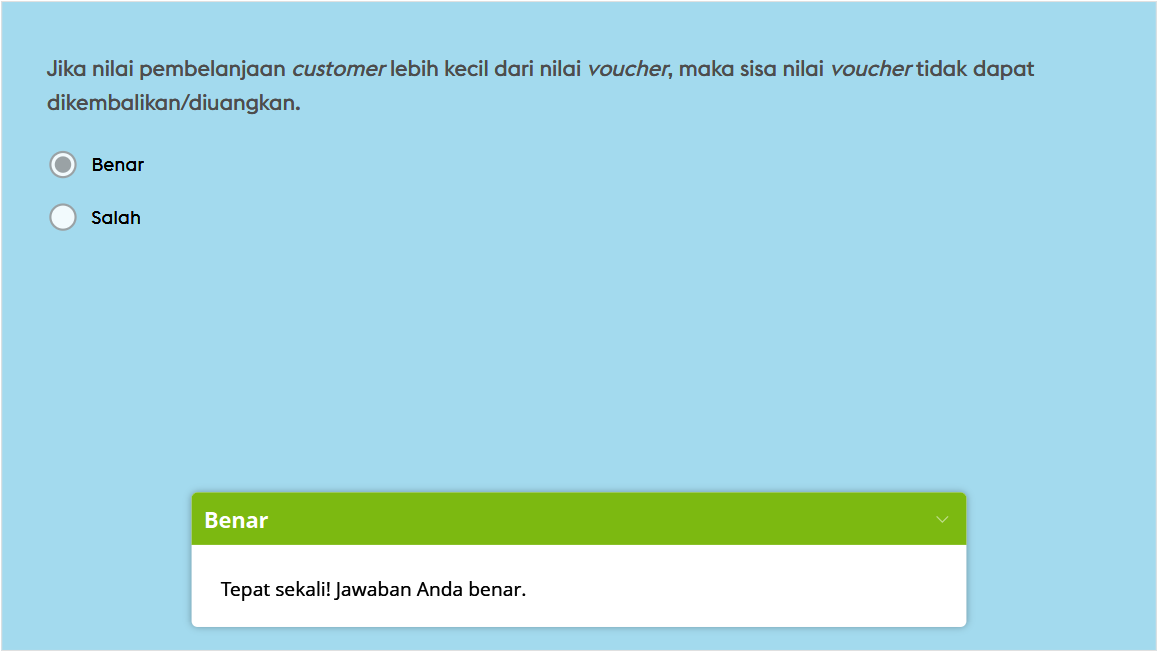 Jika nilai pembelanjaan customer lebih kecil dari nilai voucher, maka sisa nilai voucher tidak dapat
dikembalikan/diuangkan.
Benar
Salah
Benar
Tepat sekali! Jawaban Anda benar.